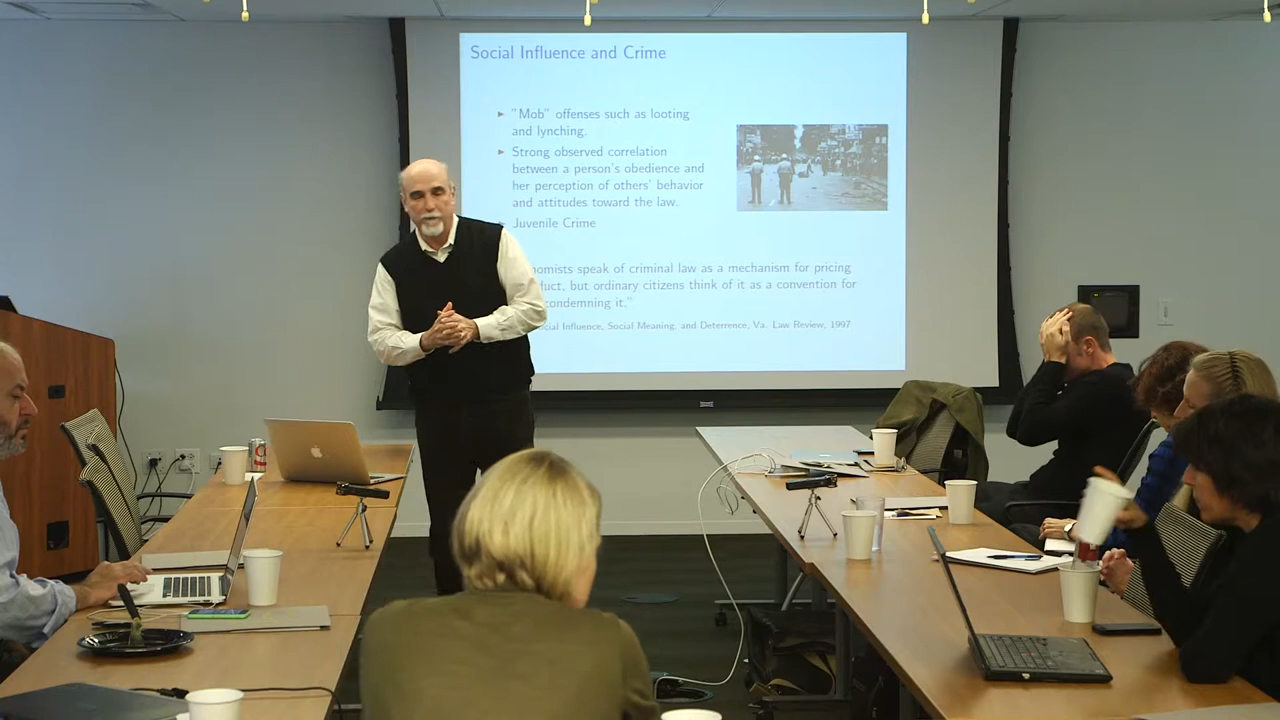 Social Influence and Crime
"Mob" offenses such as looting
and lynching.
Strong observed correlation
between a person's obedience and
her perception of others' behavior
and attitudes toward the law.
Juvenile Crime
speak of criminal law as a mechanism for pricing
but ordinary citizens think of it as a convention for
condemning it."
Influence, Social Meaning, and Deterrence, Va. Law Review, 1997